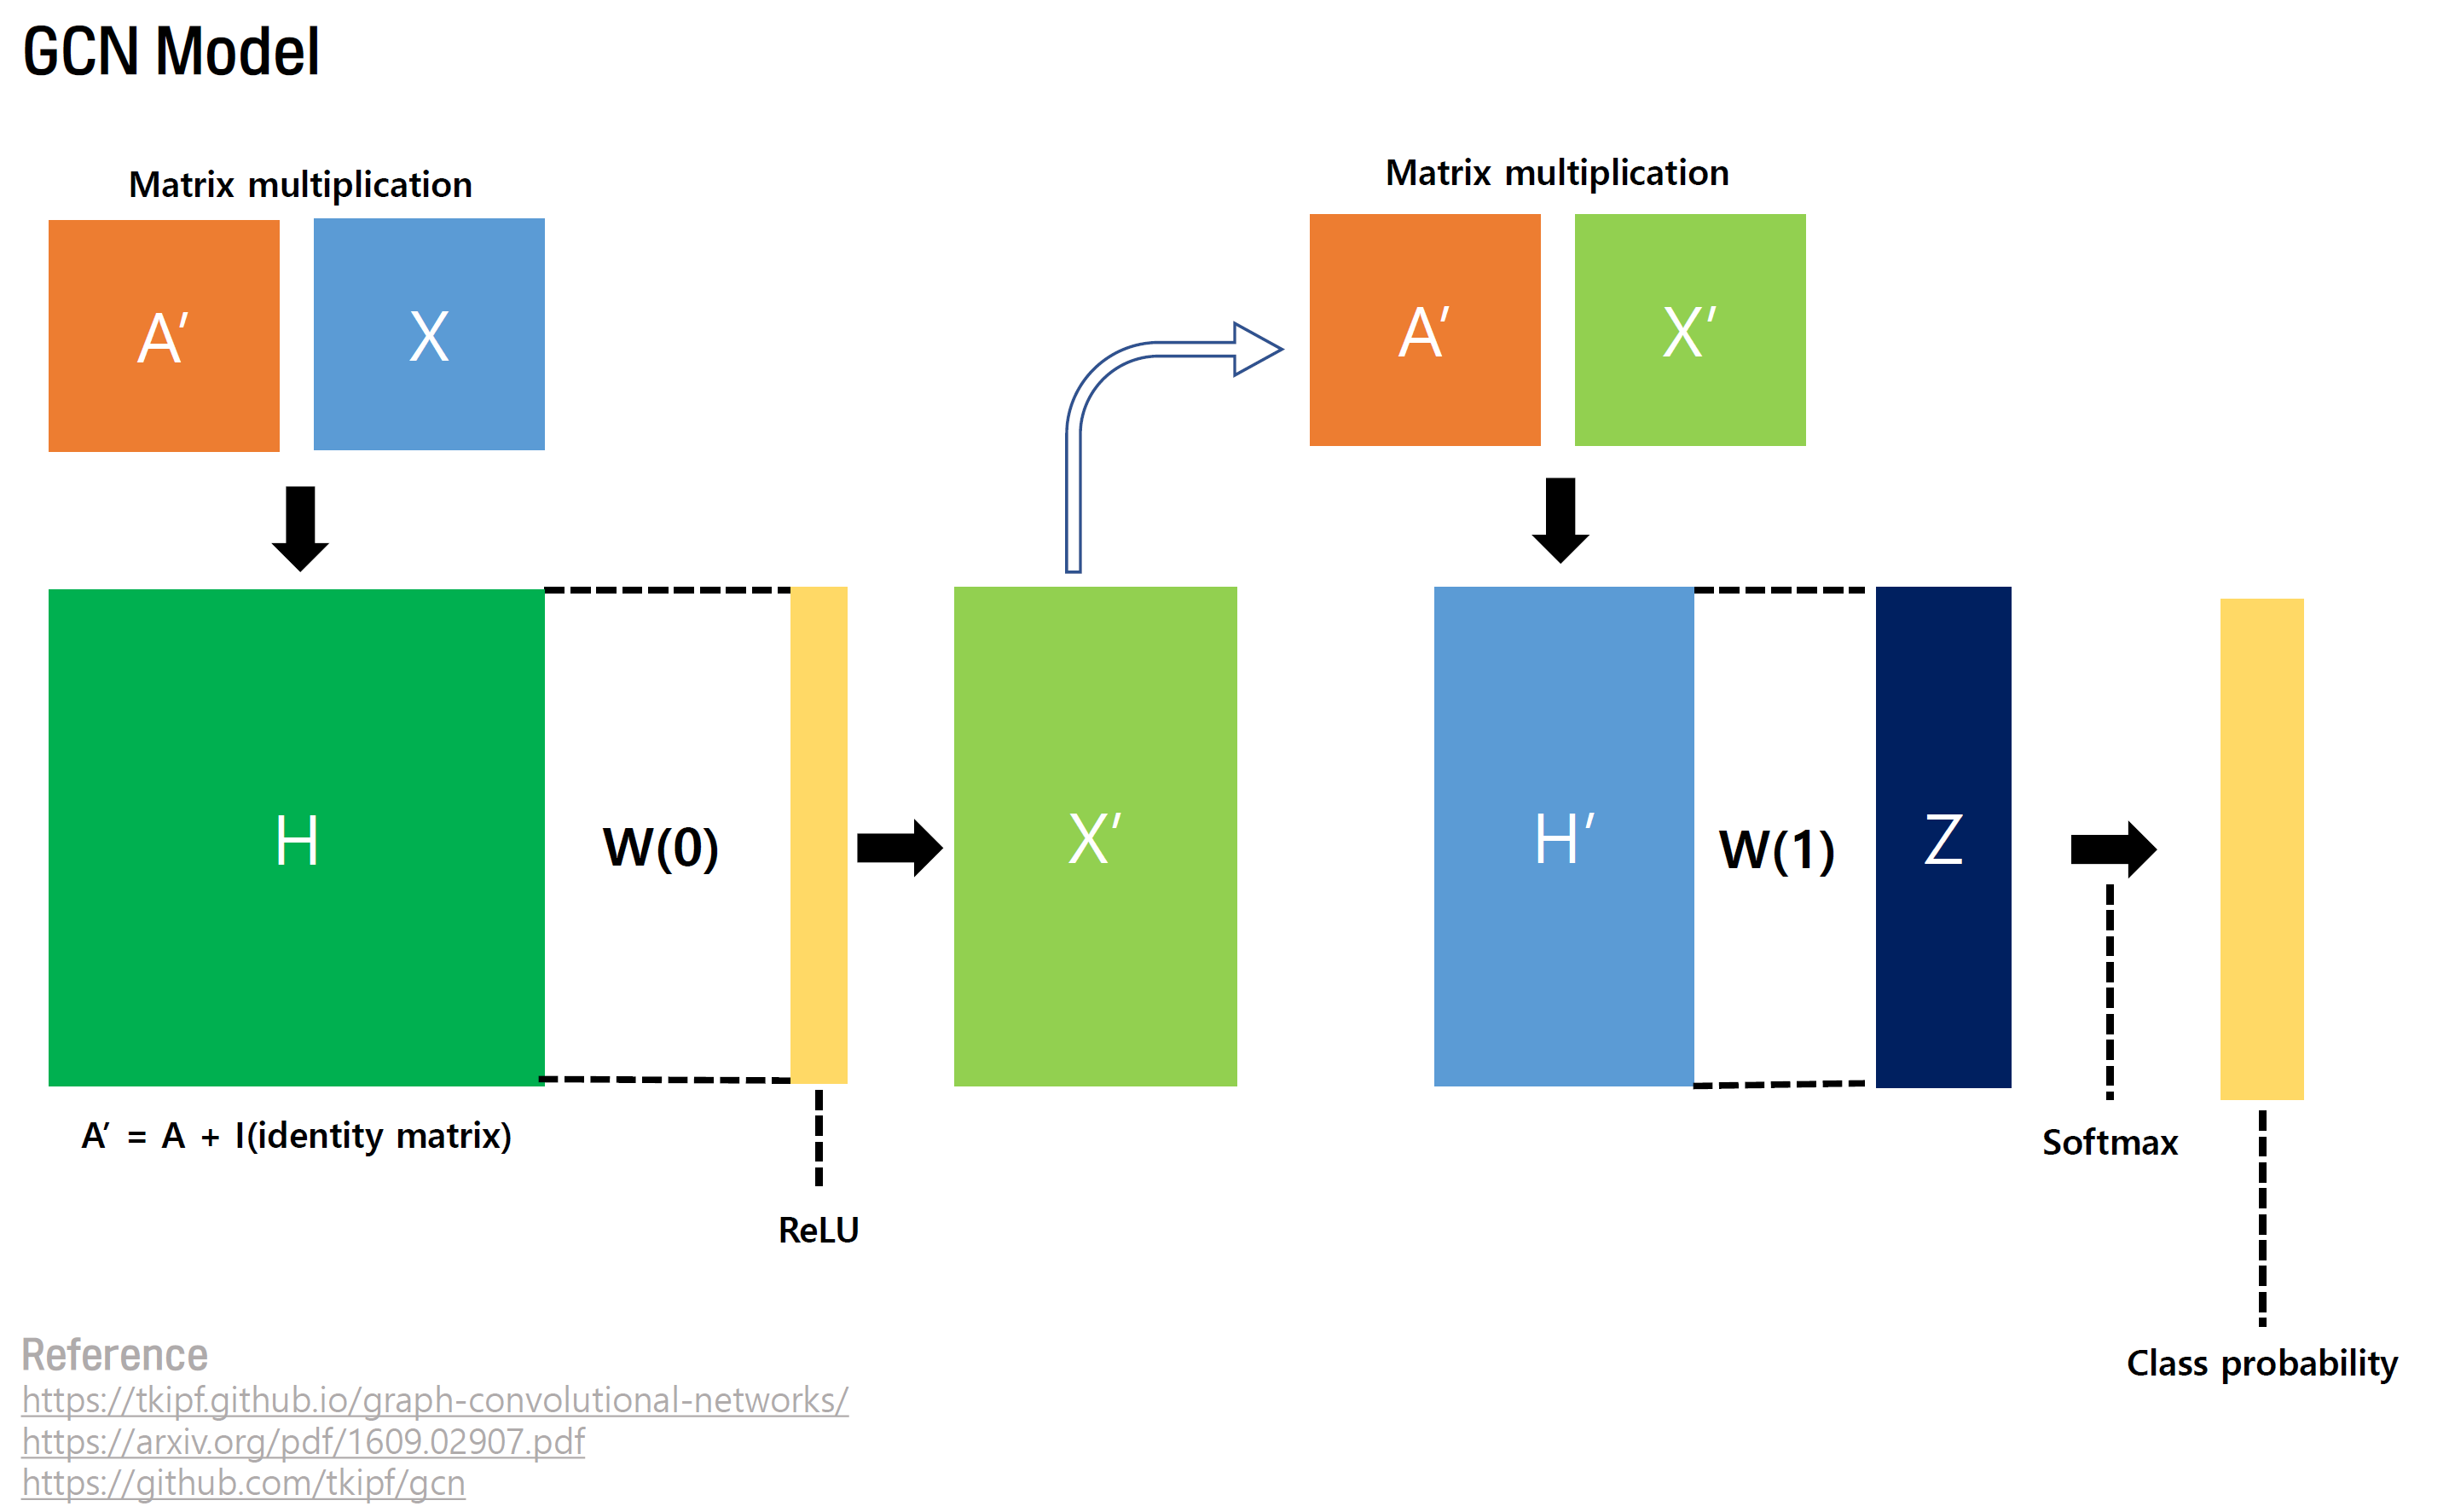 GCN Model
Matrix multiplication
A′
X
Matrix multiplication
A′
X′
H
W(0)
X′
H′
W(1)
Z
A′ = A + I(identity matrix)
ReLU
Softmax
Class probability
Reference
https://tkipf.github.io/graph-convolutional-networks/
https://arxiv.org/pdf/1609.02907.pdf
https://github.com/tkipf/gcn